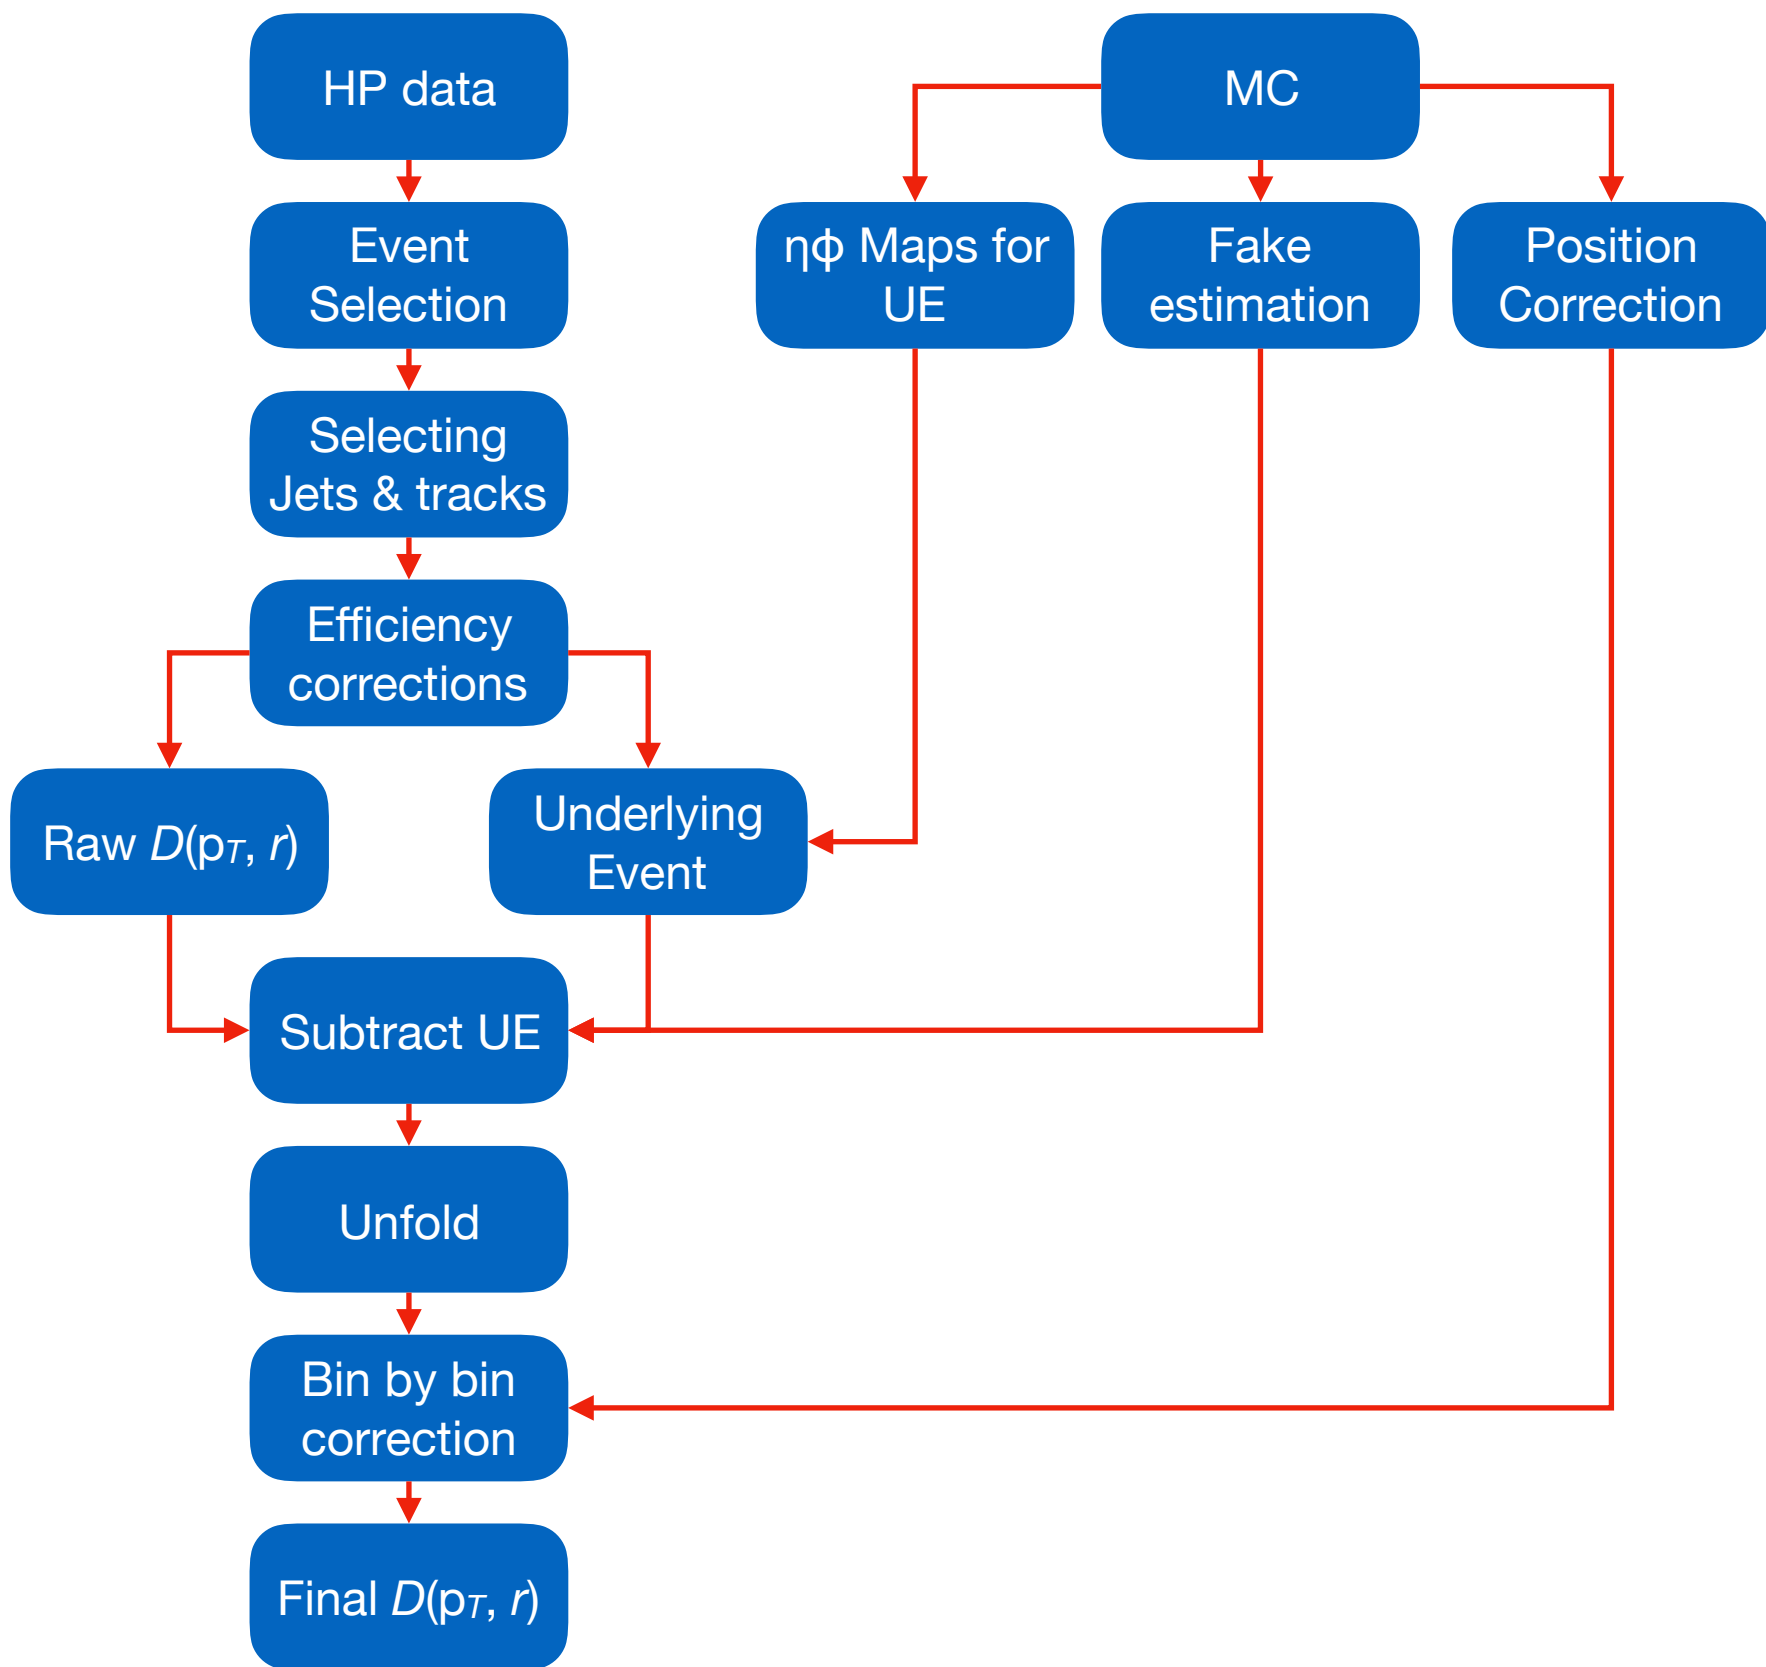 HP data
MC
Event
Selection
ηϕ Maps for
UE
Fake
estimation
Position
Correction
Selecting
Jets & tracks
Efficiency
corrections
Raw D(pT, r)
Underlying
Event
Subtract UE
Unfold
Bin by bin
correction
Final D(pT, r)